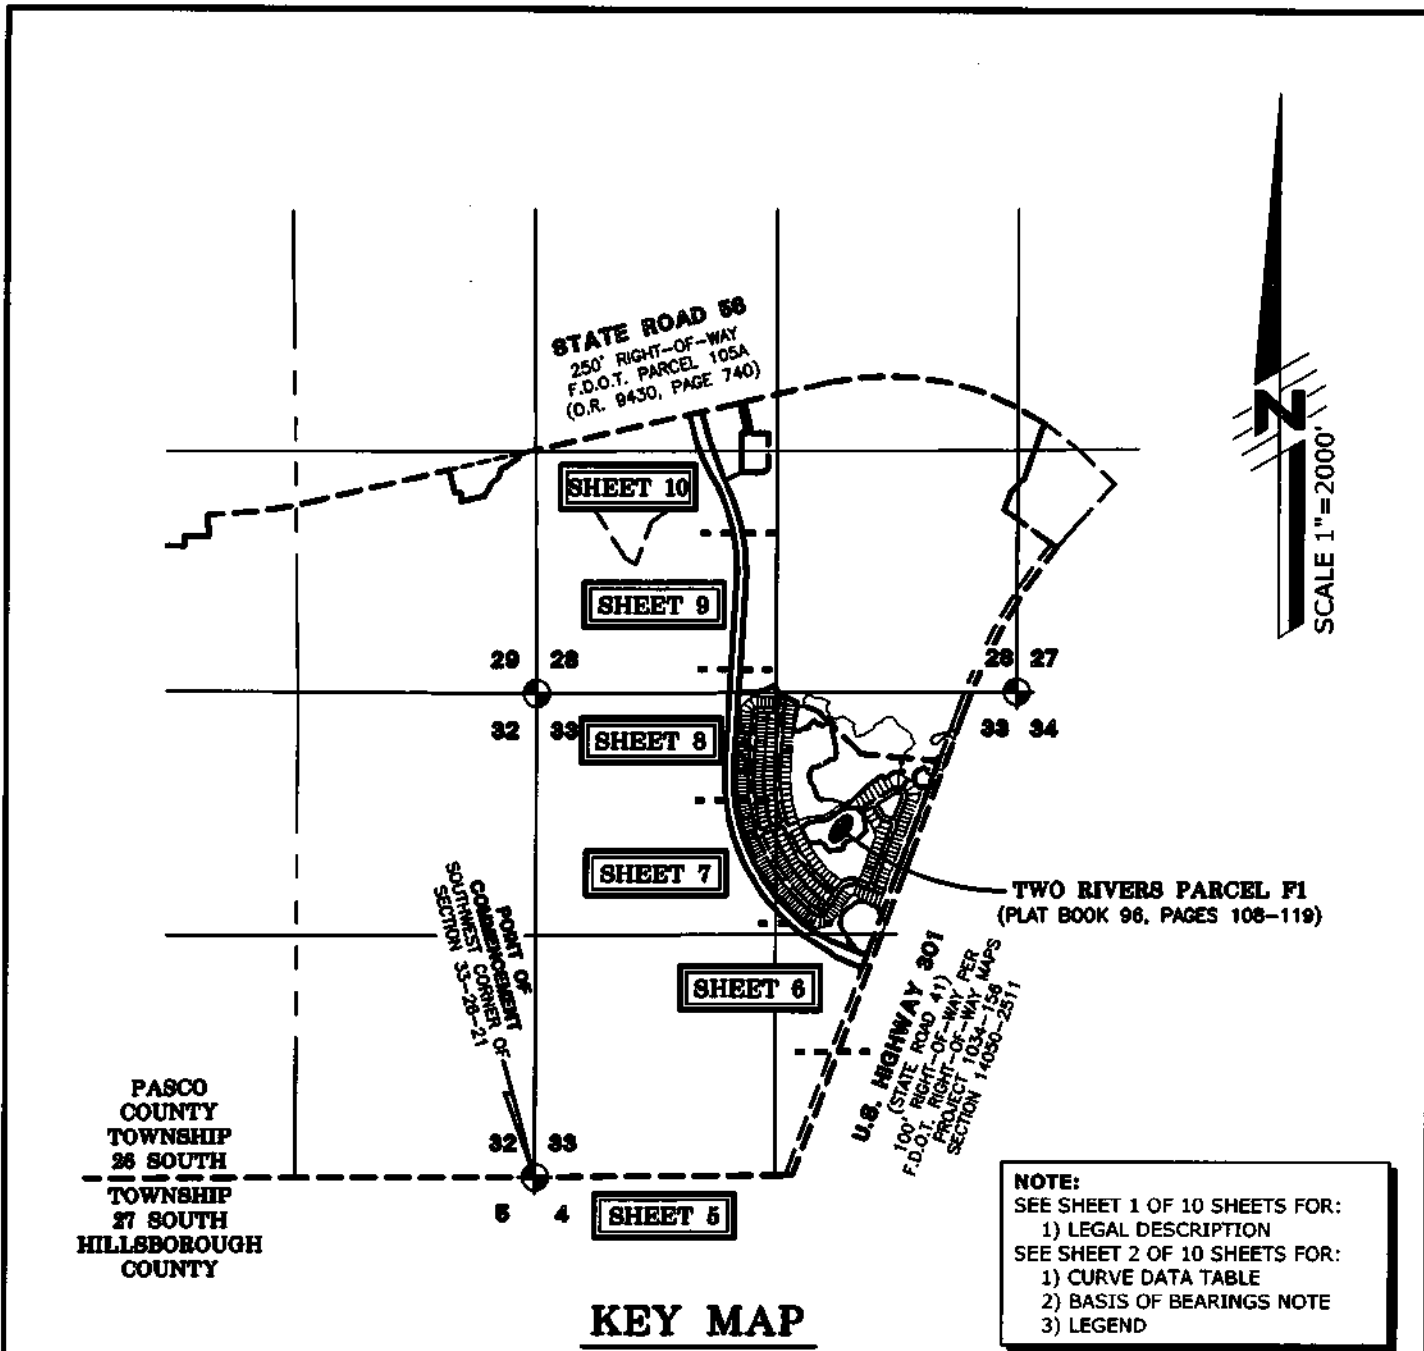 STATE ROAD 56
250' RIGHT-OF-WAY
F.D.O.T. PARCEL 105A
(O.R. 9430, PAGE 740)
N
SCALE 1"=2000'
SHEET 10
SHEET 9
29 28
28 27
32 33
33 34
SHEET 8
SHEET 7
TWO RIVERS PARCEL F1
(PLAT BOOK 96, PAGES 108-119)
POINT OF
COMMENCEMENT
SOUTHWEST CORNER OF
SECTION 33-26-21
SHEET 6
U.S. HIGHWAY 301
(STATE ROAD 41)
100' RIGHT-OF-WAY PER
F.D.O.T. RIGHT-OF-WAY MAPS
PROJECT 1034-156
SECTION 14050-2511
PASCO
COUNTY
TOWNSHIP
26 SOUTH
32 33
TOWNSHIP
27 SOUTH
HILLSBOROUGH
COUNTY
5 4
SHEET 5
NOTE:
SEE SHEET 1 OF 10 SHEETS FOR:
1) LEGAL DESCRIPTION
SEE SHEET 2 OF 10 SHEETS FOR:
1) CURVE DATA TABLE
2) BASIS OF BEARINGS NOTE
3) LEGEND
KEY MAP